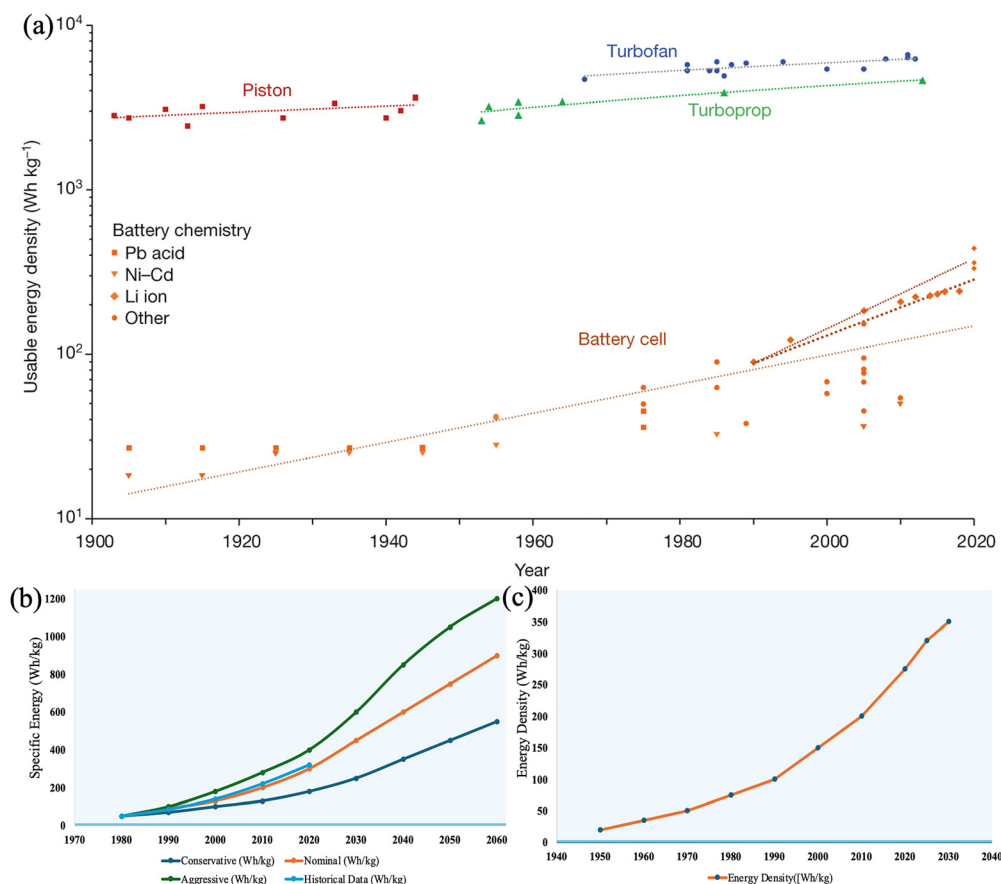 (a)
10⁴
10³
10²
10¹
Usable energy density (Wh kg⁻¹)
Piston
Turbofan
Turboprop
Battery chemistry
Pb acid
Ni–Cd
Li ion
Other
Battery cell
1900 1920 1940 1960 1980 2000 2020
Year
(b)
1200
1000
800
600
400
200
0
Specific Energy (Wh/kg)
1970 1980 1990 2000 2010 2020 2030 2040 2050 2060
Conservative (Wh/kg) Nominal (Wh/kg)
Aggressive (Wh/kg) Historical Data (Wh/kg)
(c)
400
350
300
250
200
150
100
50
0
Energy Density (Wh/kg)
1940 1950 1960 1970 1980 1990 2000 2010 2020 2030 2040
Energy Density([Wh/kg)